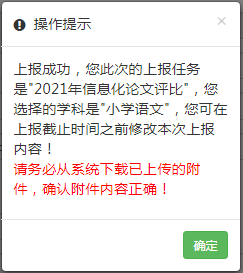 操作提示
×
上报成功，您此次的上报任务
是"2021年信息化论文评比"，您
选择的学科是"小学语文"，您可在
上报截止时间之前修改本次上报
内容！
请务必从系统下载已上传的附
件，确认附件内容正确！
确定